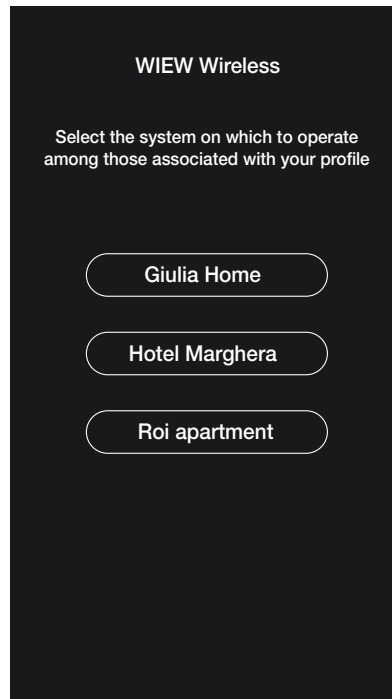 WIEW Wireless
Select the system on which to operate
among those associated with your profile
Giulia Home
Hotel Marghera
Roi apartment